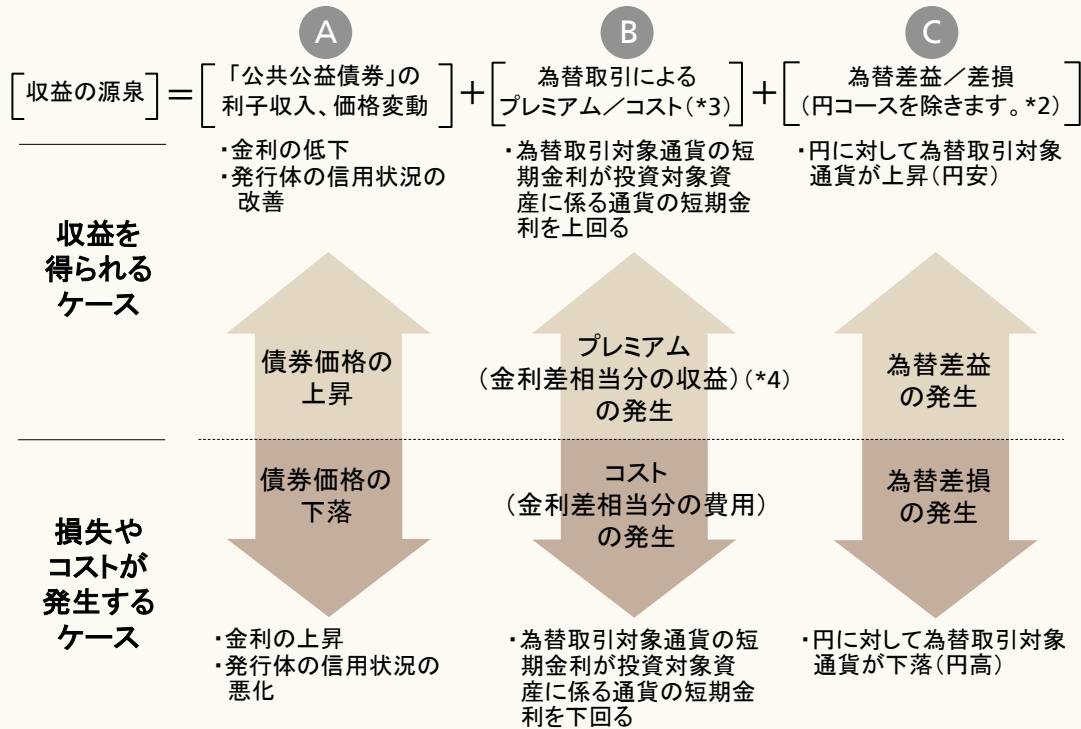 A
B
C
[収益の源泉]=[「公共公益債券」の
利子収入、価格変動]+[為替取引による
プレミアム/コスト(*3)]+[為替差益/差損
(円コースを除きます。*2)]
収益を
得られる
ケース
・金利の低下
・発行体の信用状況の
改善
・為替取引対象通貨の短
期金利が投資対象資
産に係る通貨の短期金
利を上回る
・円に対して為替取引対象
通貨が上昇(円安)
債券価格の
上昇
プレミアム
(金利差相当分の収益)(*4)
の発生
為替差益
の発生
損失や
コストが
発生する
ケース
債券価格の
下落
コスト
(金利差相当分の費用)
の発生
為替差損
の発生
・金利の上昇
・発行体の信用状況の
悪化
・為替取引対象通貨の短
期金利が投資対象資
産に係る通貨の短期金
利を下回る
・円に対して為替取引対象
通貨が下落(円高)